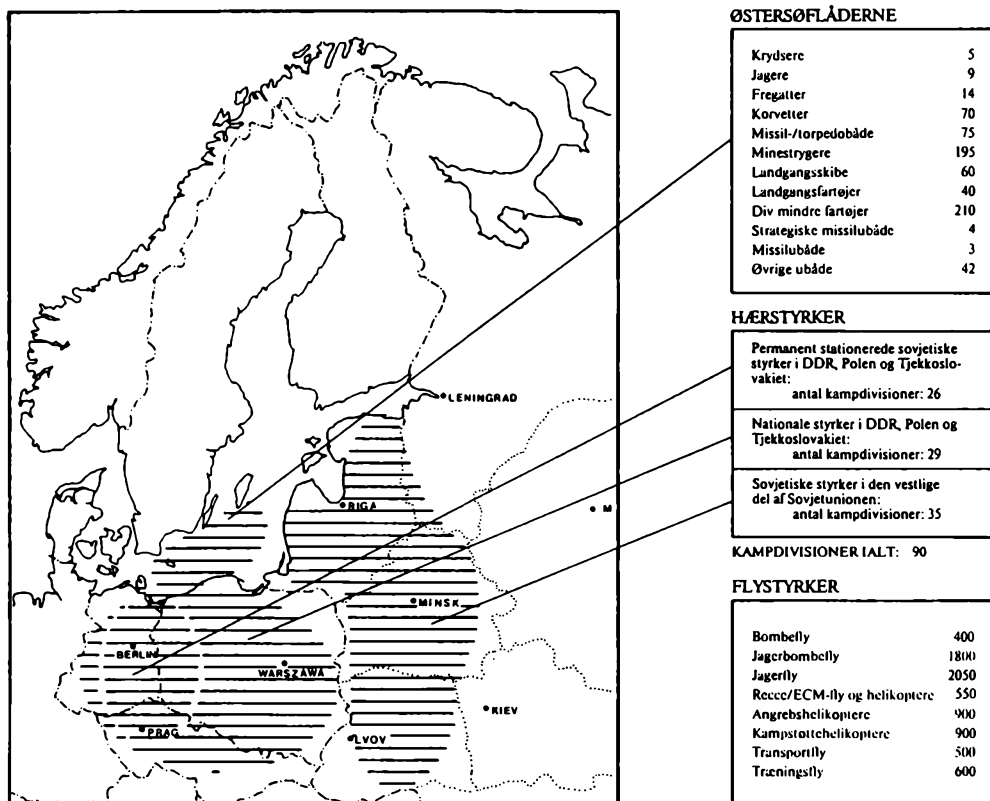 ØSTERSØFLÅDERNE
Krydsere 5
Jagere 9
Fregatter 14
Korvetter 70
Missil-/torpedobåde 75
Minestrygere 195
Landgangsskibe 60
Landgangsfartøjer 40
Div mindre fartøjer 210
Strategiske missilubåde 4
Missilubåde 3
Øvrige ubåde 42
HÆRSTYRKER
Permanent stationerede sovjetiske
styrker i DDR, Polen og Tjekkoslo-
vakiet:
antal kampdivisioner: 26
Nationale styrker i DDR, Polen og
Tjekkoslovakiet:
antal kampdivisioner: 29
Sovjetiske styrker i den vestlige
del af Sovjetunionen:
antal kampdivisioner: 35
KAMPDIVISIONER IALT: 90
FLYSTYRKER
Bombefly 400
Jagerbombefly 1800
Jagerfly 2050
Recce/ECM-fly og helikoptere 550
Angrebshelikoptere 900
Kampstøttehelikoptere 900
Transportfly 500
Træningsfly 600
LENINGRAD
RIGA
M
MINSK
BERLIN
WARSZAWA
KIEV
PRAG
LVOV